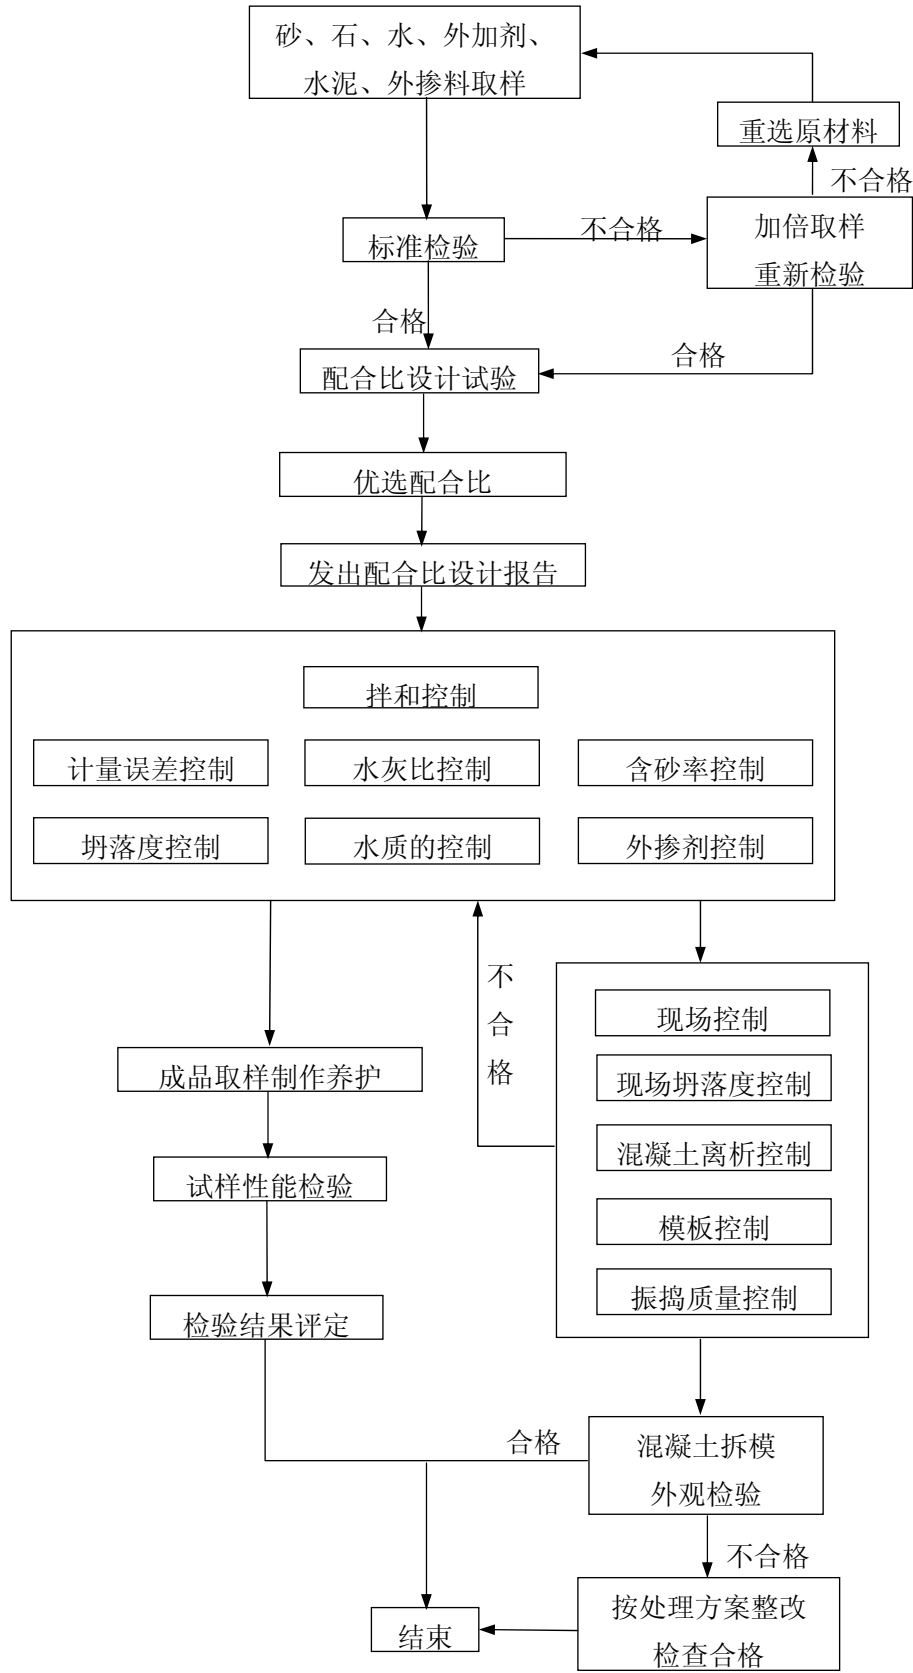 砂、石、水、外加剂、
水泥、外掺料取样
重选原材料
不合格
标准检验
不合格
加倍取样
重新检验
合格
合格
配合比设计试验
优选配合比
发出配合比设计报告
拌和控制
计量误差控制
水灰比控制
含砂率控制
坍落度控制
水质的控制
外掺剂控制
不
合
格
现场控制
现场坍落度控制
混凝土离析控制
模板控制
振捣质量控制
成品取样制作养护
试样性能检验
检验结果评定
合格
混凝土拆模
外观检验
不合格
按处理方案整改
检查合格
结束